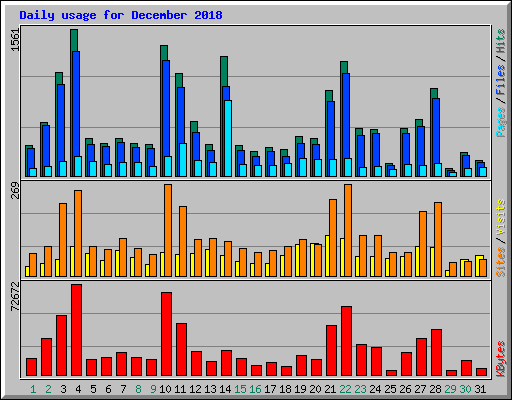 Daily usage for December 2018
1561
Pages / Files / Hits
269
Sites / Visits
72672
KBytes
1 2 3 4 5 6 7 8 9 10 11 12 13 14 15 16 17 18 19 20 21 22 23 24 25 26 27 28 29 30 31